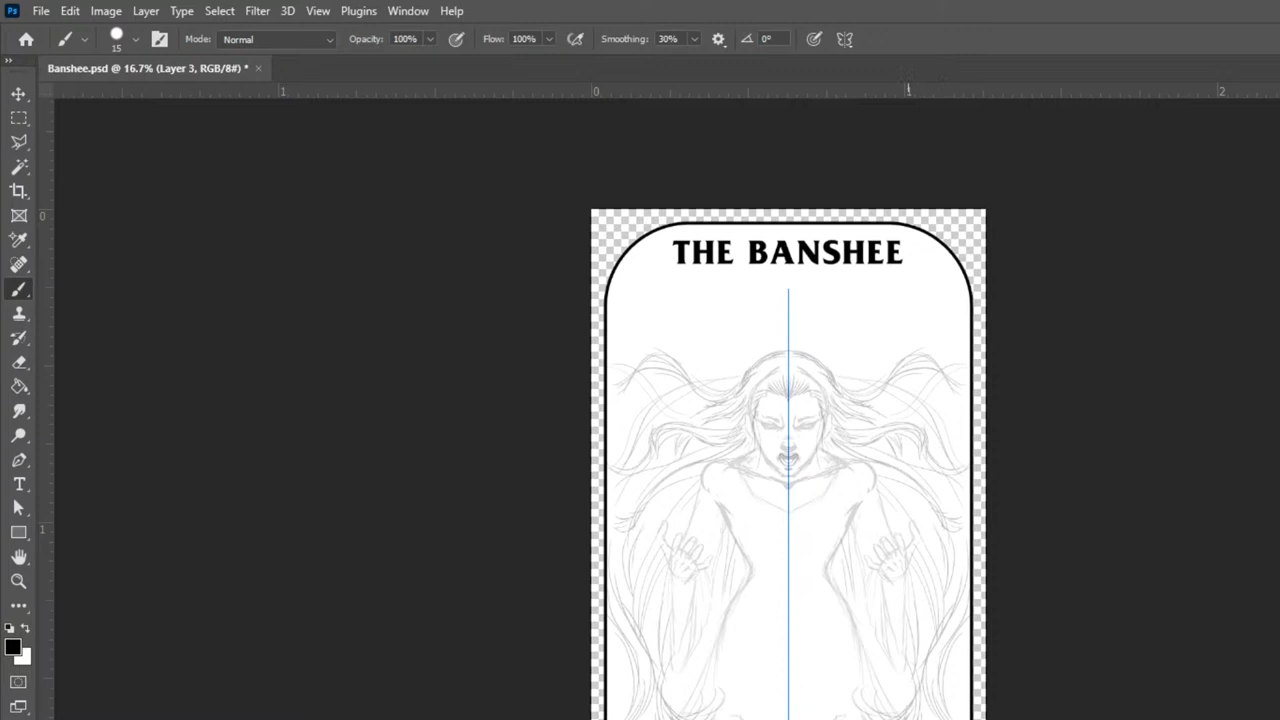 Ps File Edit Image Layer Type Select Filter 3D View Plugins Window Help
15 Mode: Normal Opacity: 100% Flow: 100% Smoothing: 30% 0°
Banshee.psd @ 16.7% (Layer 3, RGB/8#) * ×
1 0 1 2
0
THE BANSHEE
1